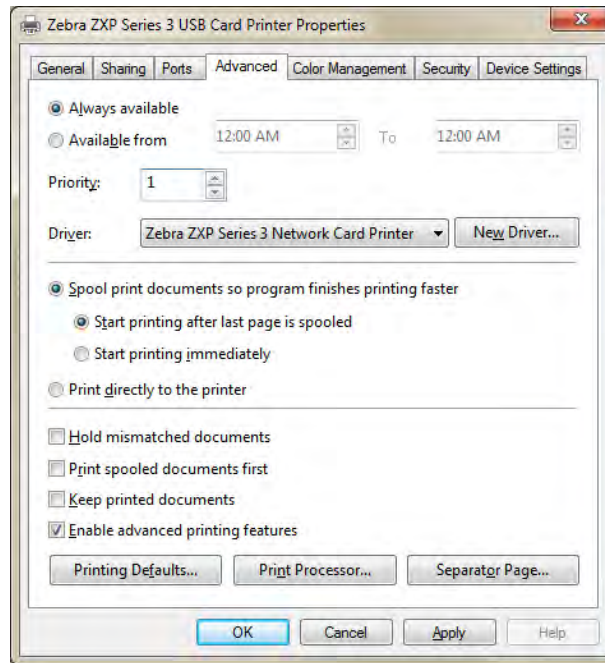 Zebra ZXP Series 3 USB Card Printer Properties
General Sharing Ports Advanced Color Management Security Device Settings
Always available
Available from 12:00 AM To 12:00 AM
Priority: 1
Driver: Zebra ZXP Series 3 Network Card Printer New Driver...
Spool print documents so program finishes printing faster
Start printing after last page is spooled
Start printing immediately
Print directly to the printer
Hold mismatched documents
Print spooled documents first
Keep printed documents
Enable advanced printing features
Printing Defaults... Print Processor... Separator Page...
OK Cancel Apply Help